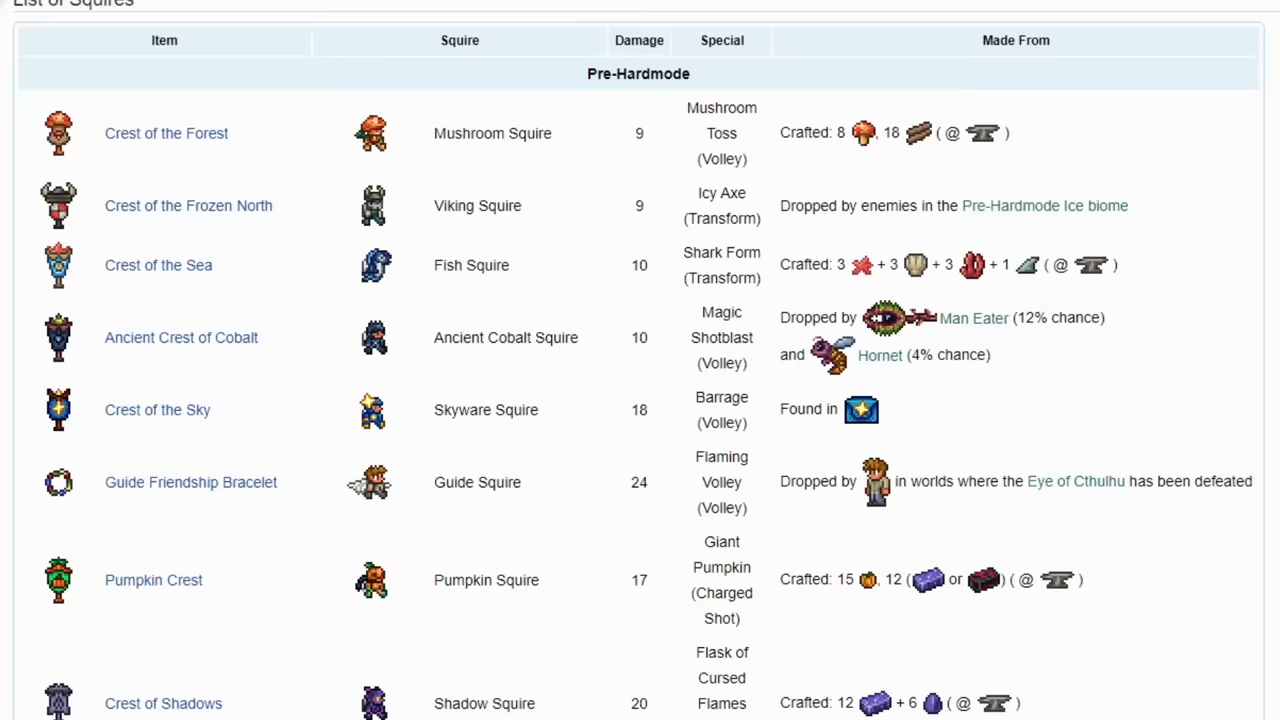 List of Squires
Item Squire Damage Special Made From
Pre-Hardmode
Crest of the Forest Mushroom Squire 9 Mushroom Toss (Volley) Crafted: 8 , 18 ( @ )
Crest of the Frozen North Viking Squire 9 Icy Axe (Transform) Dropped by enemies in the Pre-Hardmode Ice biome
Crest of the Sea Fish Squire 10 Shark Form (Transform) Crafted: 3 + 3 + 3 + 1 ( @ )
Ancient Crest of Cobalt Ancient Cobalt Squire 10 Magic Shotblast (Volley) Dropped by Man Eater (12% chance) and Hornet (4% chance)
Crest of the Sky Skyware Squire 18 Barrage (Volley) Found in
Guide Friendship Bracelet Guide Squire 24 Flaming Volley (Volley) Dropped by in worlds where the Eye of Cthulhu has been defeated
Pumpkin Crest Pumpkin Squire 17 Giant Pumpkin (Charged Shot) Crafted: 15 , 12 ( or ) ( @ )
Crest of Shadows Shadow Squire 20 Flask of Cursed Flames Crafted: 12 + 6 ( @ )